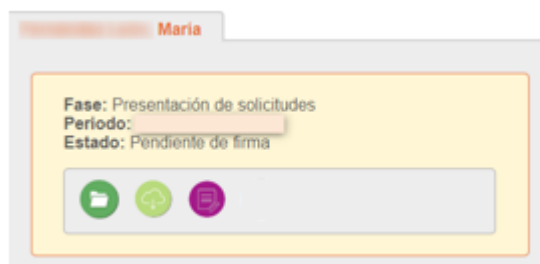 Maria
Fase: Presentación de solicitudes
Periodo:
Estado: Pendiente de firma